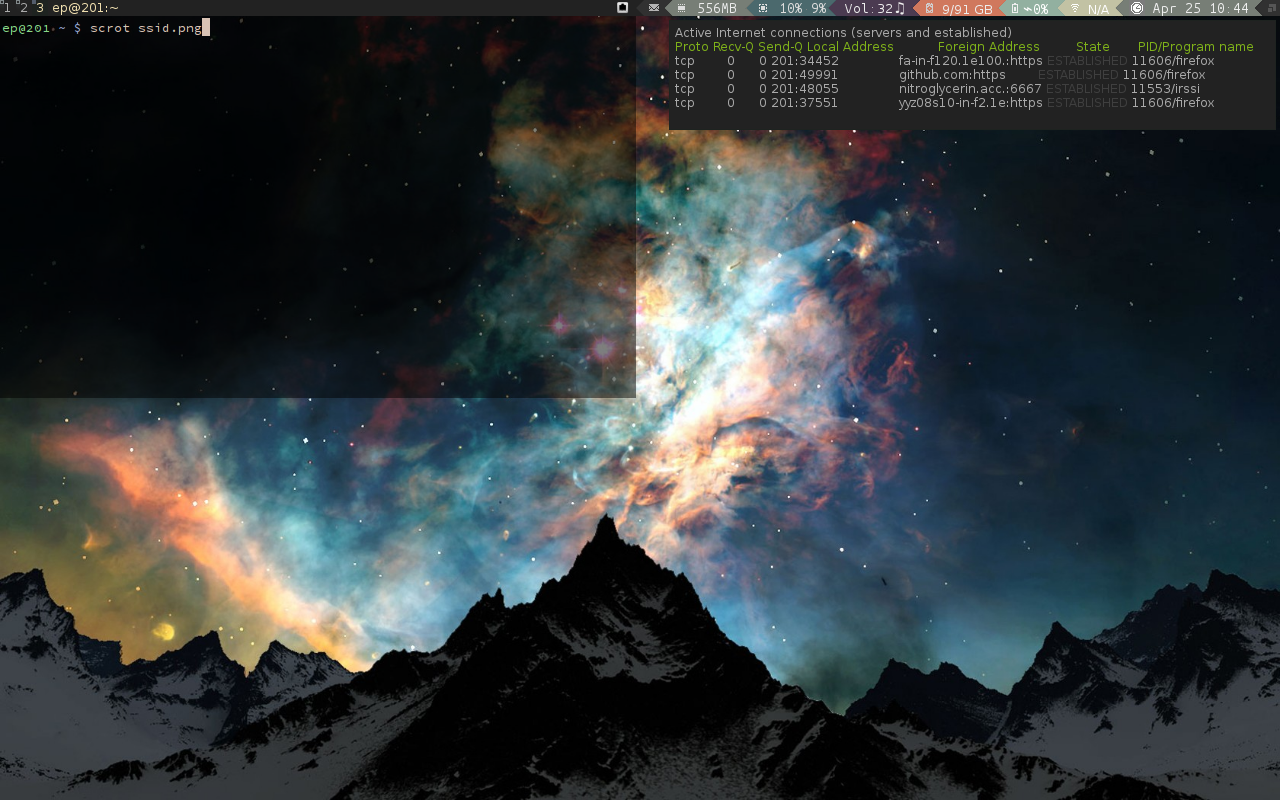 1 2 3 ep@201:~ 556MB 10% 9% Vol:32♫ 9/91 GB ~0% N/A Apr 25 10:44
ep@201 ~ $ scrot ssid.png
Active Internet connections (servers and established)
Proto Recv-Q Send-Q Local Address Foreign Address State PID/Program name
tcp 0 0 201:34452 fa-in-f120.1e100.:https ESTABLISHED 11606/firefox
tcp 0 0 201:49991 github.com:https ESTABLISHED 11606/firefox
tcp 0 0 201:48055 nitroglycerin.acc.:6667 ESTABLISHED 11553/irssi
tcp 0 0 201:37551 yyz08s10-in-f2.1e:https ESTABLISHED 11606/firefox